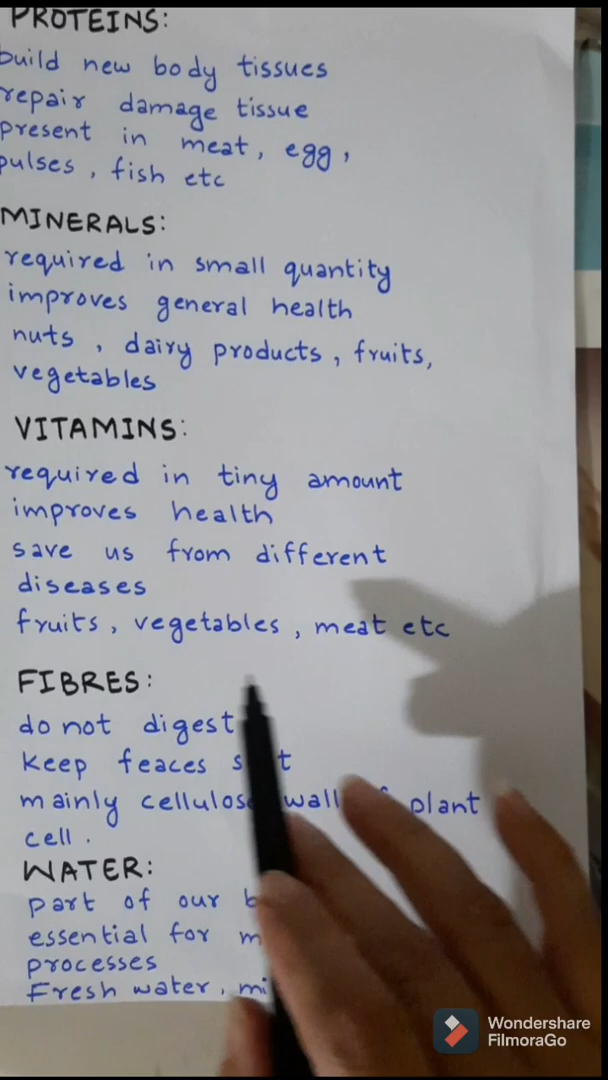 PROTEINS:
build new body tissues
repair damage tissue
present in meat, egg,
pulses, fish etc
MINERALS:
required in small quantity
improves general health
nuts, dairy products, fruits,
vegetables
VITAMINS:
required in tiny amount
improves health
save us from different
diseases
fruits, vegetables, meat etc
FIBRES:
do not digest
keep feaces
mainly cellulose wall plant
cell.
WATER:
part of our
essential for
processes
Fresh water,
Wondershare
FilmoraGo